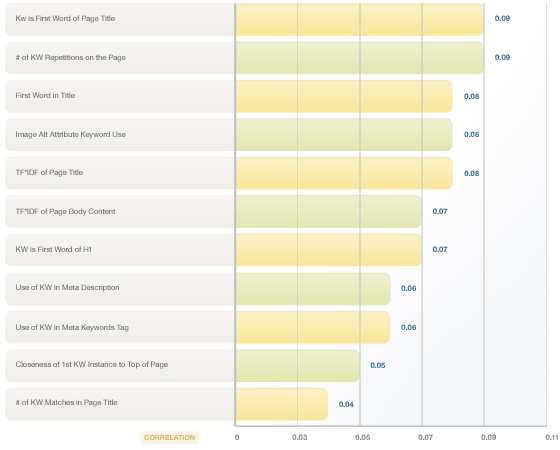 Kw is First Word of Page Title 0.09
# of KW Repetitions on the Page 0.09
First Word in Title 0.08
Image Alt Attribute Keyword Use 0.08
TF*IDF of Page Title 0.08
TF*IDF of Page Body Content 0.07
KW is First Word of H1 0.07
Use of KW in Meta Description 0.06
Use of KW in Meta Keywords Tag 0.06
Closeness of 1st KW Instance to Top of Page 0.05
# of KW Matches in Page Title 0.04
CORRELATION 0 0.03 0.05 0.07 0.09 0.11